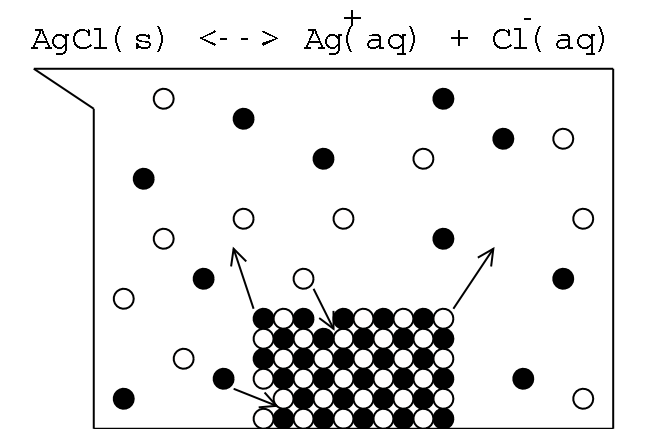 AgCl(s) <--> Ag⁺(aq) + Cl⁻(aq)